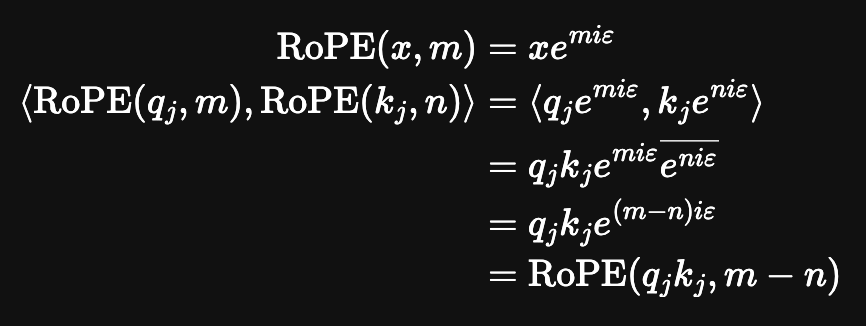 RoPE(x, m) = xe^{miε}
⟨RoPE(q_j, m), RoPE(k_j, n)⟩ = ⟨q_j e^{miε}, k_j e^{niε}⟩
= q_j k_j e^{miε} \overline{e^{niε}}
= q_j k_j e^{(m−n)iε}
= RoPE(q_j k_j, m − n)